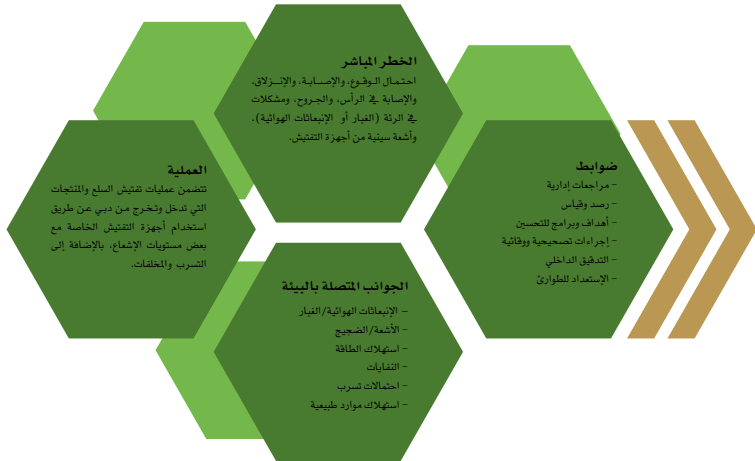 ضوابط
- مراجعات إدارية
- رصد وقياس
- أهداف وبرامج للتحسين
- إجراءات تصحيحية ووقائية
- التدقيق الداخلي
- الإستعداد للطوارئ
الخطر المباشر
احتمال الوقوع، والإصابة، والإنزلاق،
والإصابة في الرأس، والجروح، ومشكلات
في الرئة (الغبار أو الإنبعاثات الهوائية)،
وأشعة سينية من أجهزة التفتيش.
الجوانب المتصلة بالبيئة
- الإنبعاثات الهوائية/الغبار
- الأشعة/الضجيج
- استهلاك الطاقة
- النفايات
- احتمالات تسرب
- استهلاك موارد طبيعية
العملية
تتضمن عمليات تفتيش السلع والمنتجات
التي تدخل وتخرج من دبي عن طريق
استخدام أجهزة التفتيش الخاصة مع
بعض مستويات الإشعاع، بالإضافة إلى
التسرب والمخلفات.